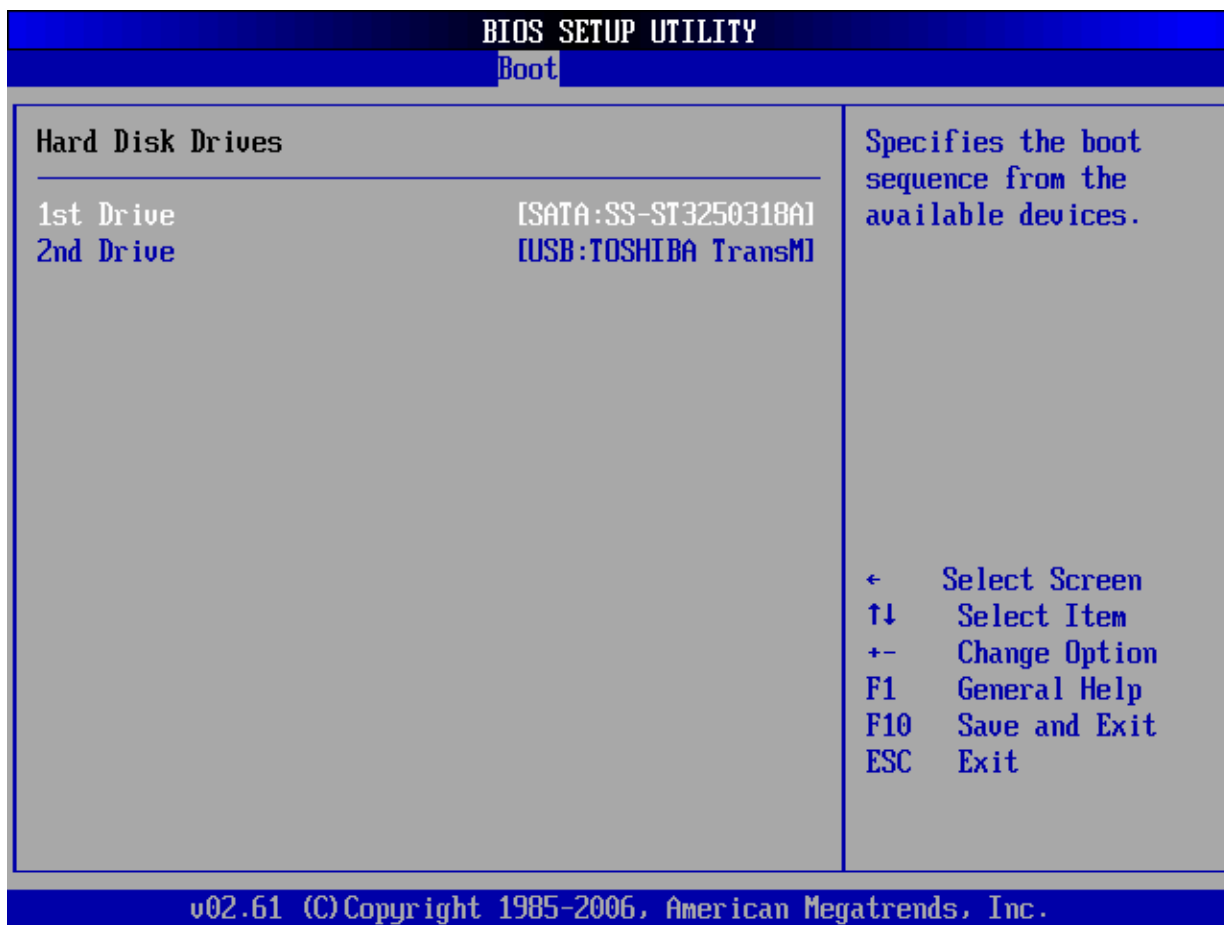 BIOS SETUP UTILITY
Boot
Hard Disk Drives
1st Drive [SATA:SS-ST3250318A]
2nd Drive [USB:TOSHIBA TransM]
Specifies the boot
sequence from the
available devices.
← Select Screen
↑↓ Select Item
+- Change Option
F1 General Help
F10 Save and Exit
ESC Exit
v02.61 (C)Copyright 1985-2006, American Megatrends, Inc.